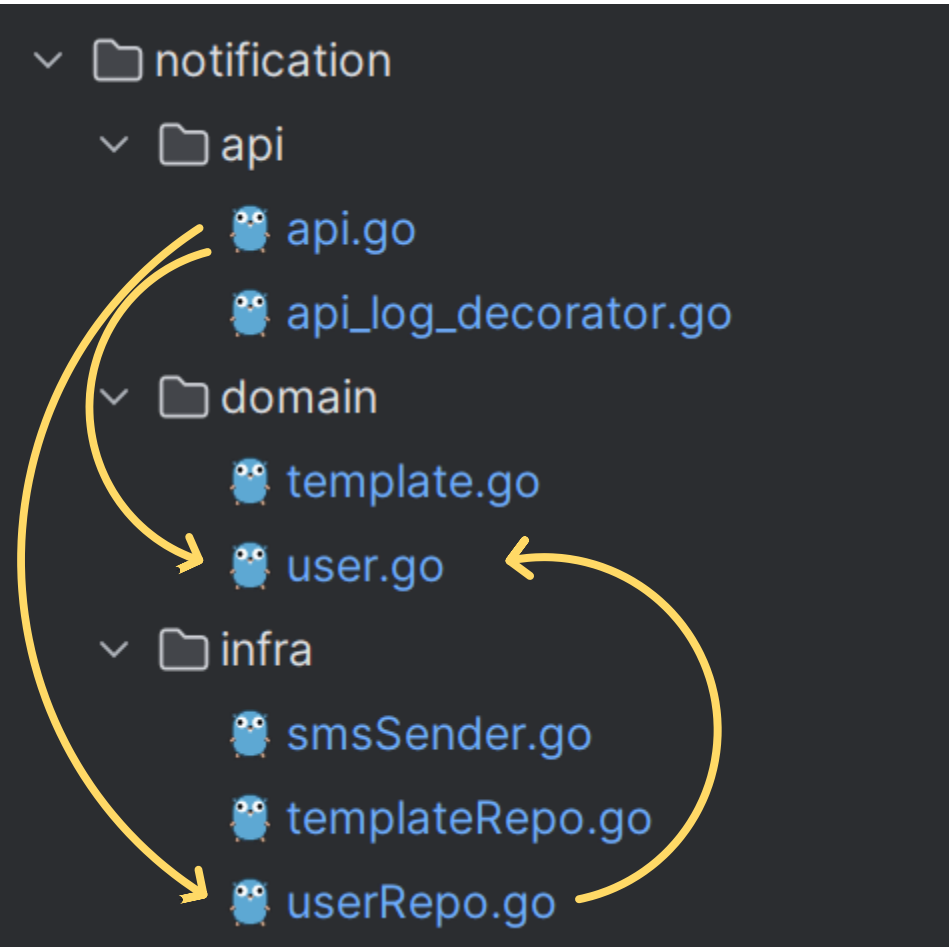 notification
api
api.go
api_log_decorator.go
domain
template.go
user.go
infra
smsSender.go
templateRepo.go
userRepo.go